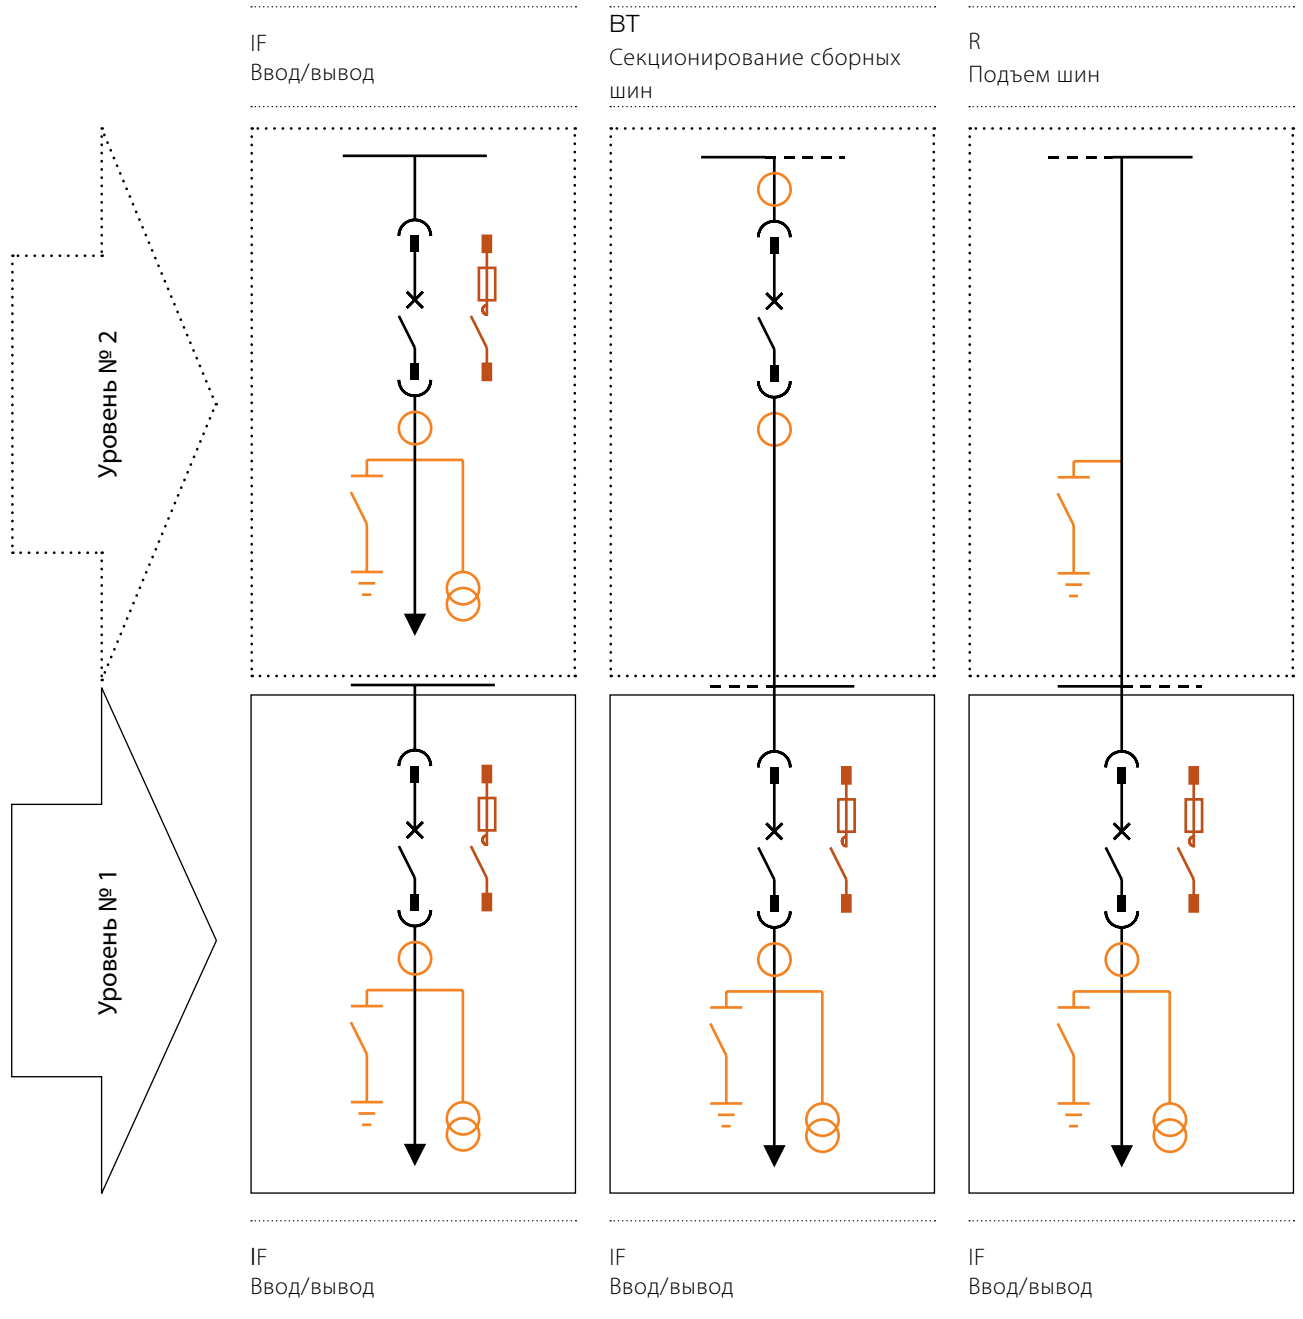 IF
Ввод/вывод
BT
Секционирование сборных
шин
R
Подъем шин
Уровень № 2
Уровень № 1
IF
Ввод/вывод
IF
Ввод/вывод
IF
Ввод/вывод